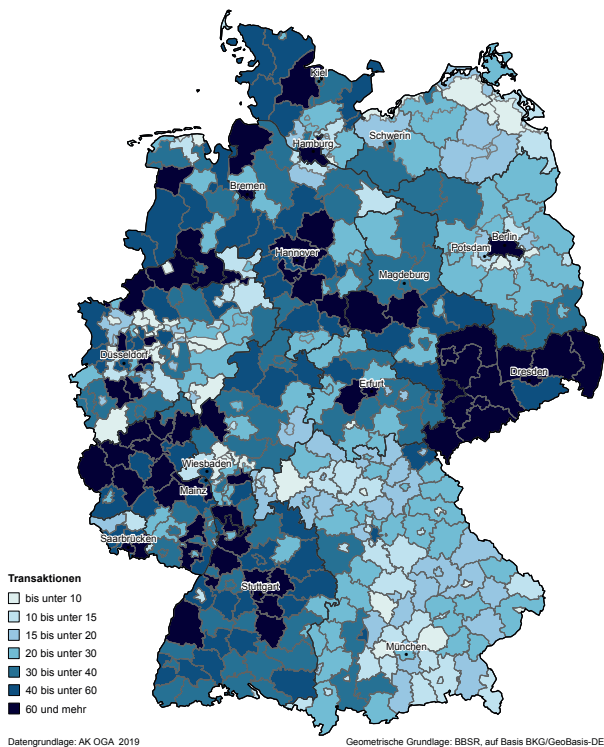 Kiel
Schwerin
Hamburg
Bremen
Berlin
Potsdam
Hannover
Magdeburg
Düsseldorf
Dresden
Erfurt
Wiesbaden
Mainz
Saarbrücken
Stuttgart
München
Transaktionen
bis unter 10
10 bis unter 15
15 bis unter 20
20 bis unter 30
30 bis unter 40
40 bis unter 60
60 und mehr
Datengrundlage: AK OGA 2019
Geometrische Grundlage: BBSR, auf Basis BKG/GeoBasis-DE